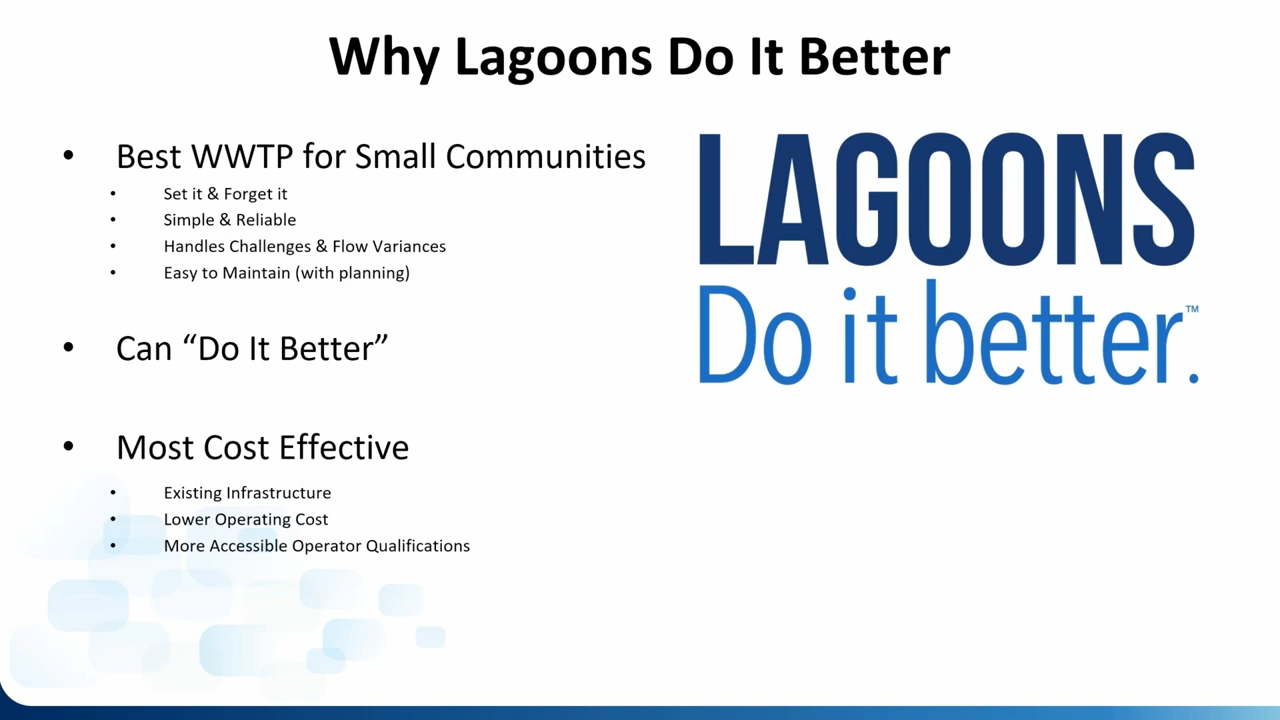 Why Lagoons Do It Better
• Best WWTP for Small Communities
• Set it & Forget it
• Simple & Reliable
• Handles Challenges & Flow Variances
• Easy to Maintain (with planning)
• Can “Do It Better”
• Most Cost Effective
• Existing Infrastructure
• Lower Operating Cost
• More Accessible Operator Qualifications
LAGOONS
Do it better.™